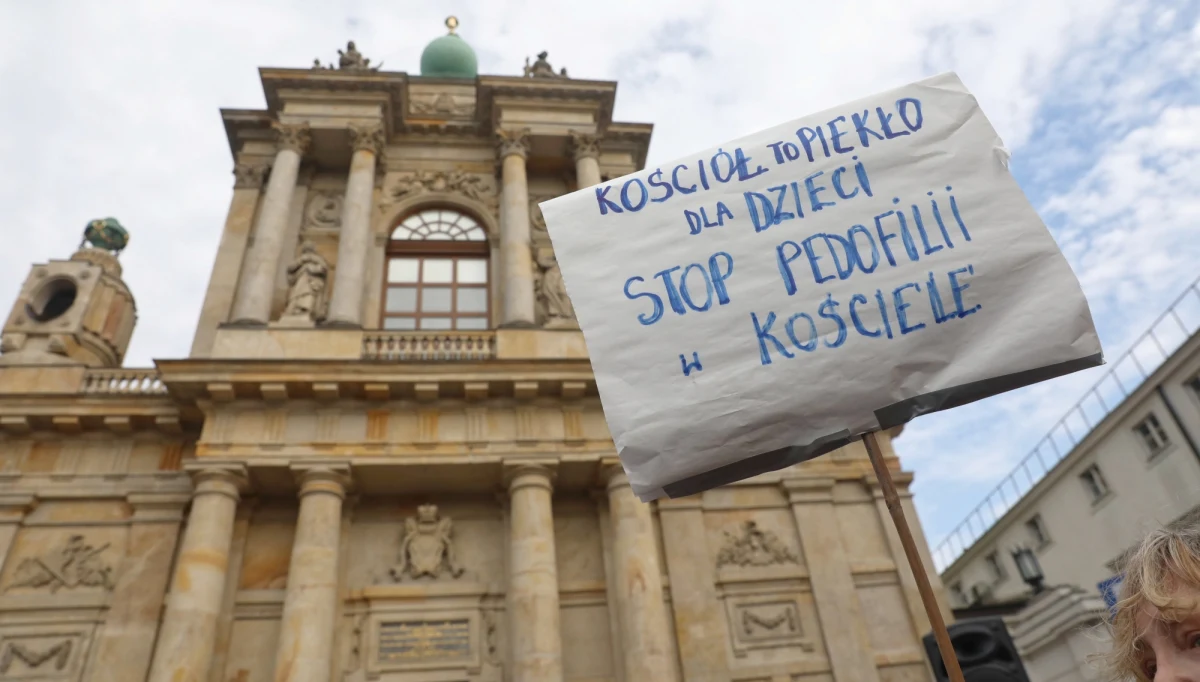 KOŚCIÓŁ TO PIEKŁO
DLA DZIECI
STOP PEDOFILII
W KOŚCIELE